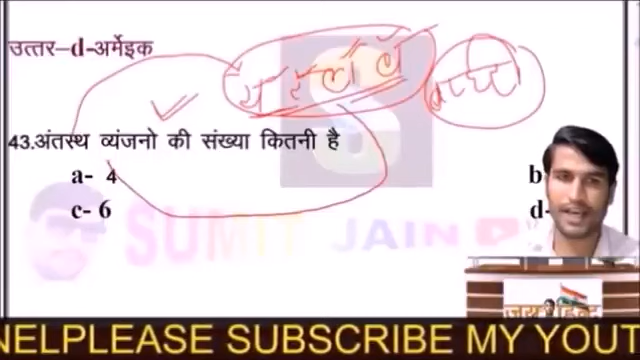 उत्तर–d-अर्मेइक
य र ल व
43.अंतस्थ व्यंजनो की संख्या कितनी है
a- 4
b
c- 6
d-
SUMIT JAIN
NELPLEASE SUBSCRIBE MY YOUT